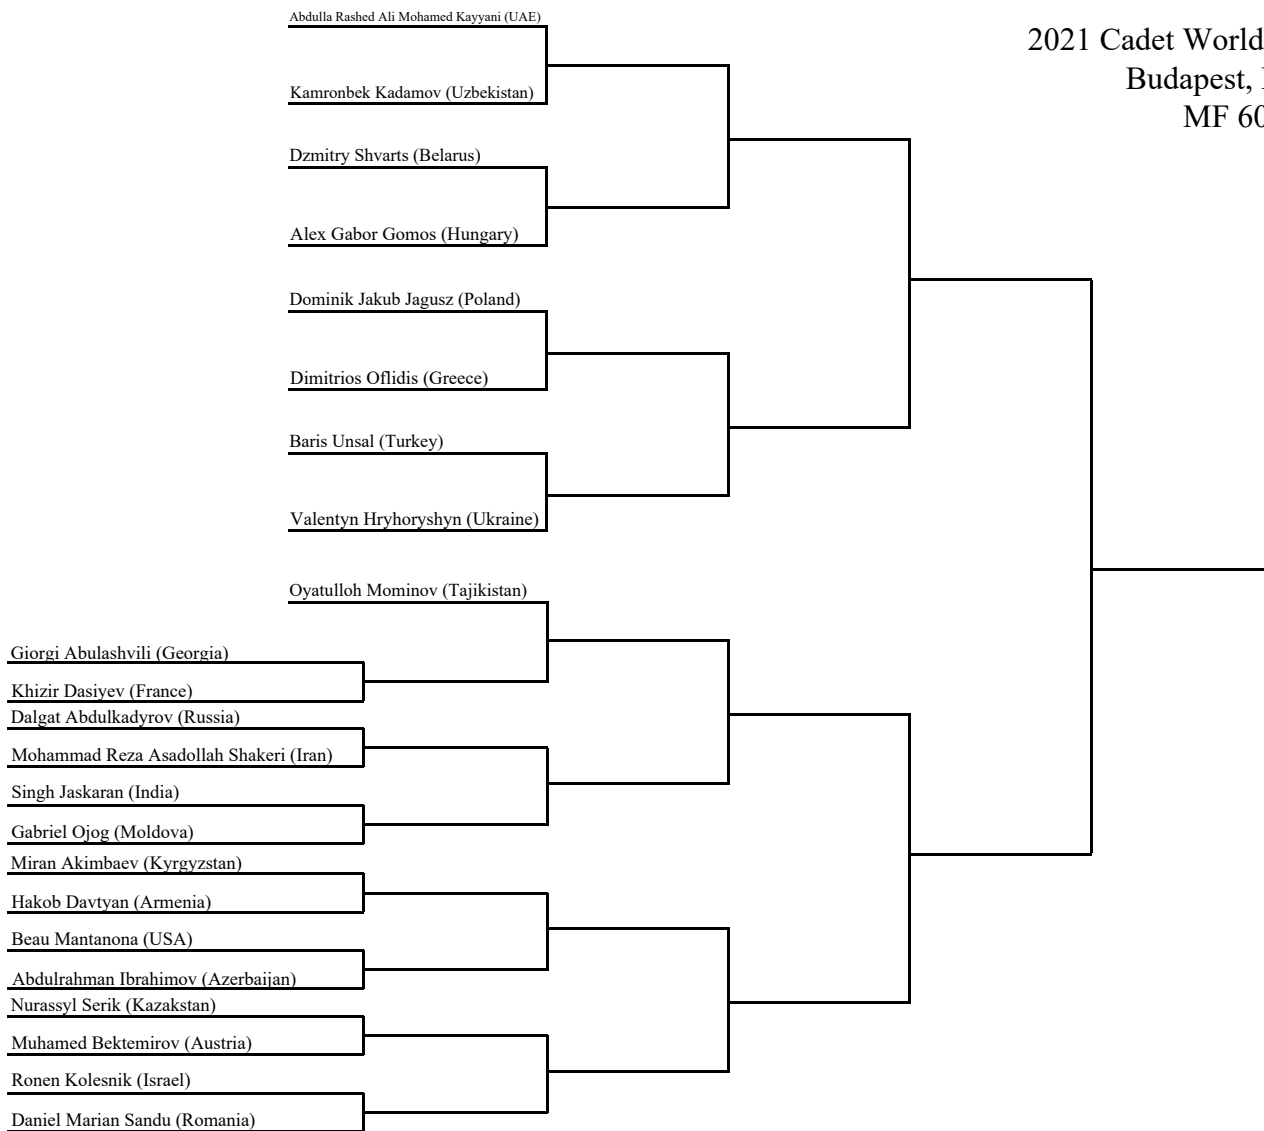 Abdulla Rashed Ali Mohamed Kayyani (UAE)
2021 Cadet World
Kamronbek Kadamov (Uzbekistan)
Budapest,
MF 60
Dzmitry Shvarts (Belarus)
Alex Gabor Gomos (Hungary)
Dominik Jakub Jagusz (Poland)
Dimitrios Oflidis (Greece)
Baris Unsal (Turkey)
Valentyn Hryhoryshyn (Ukraine)
Oyatulloh Mominov (Tajikistan)
Giorgi Abulashvili (Georgia)
Khizir Dasiyev (France)
Dalgat Abdulkadyrov (Russia)
Mohammad Reza Asadollah Shakeri (Iran)
Singh Jaskaran (India)
Gabriel Ojog (Moldova)
Miran Akimbaev (Kyrgyzstan)
Hakob Davtyan (Armenia)
Beau Mantanona (USA)
Abdulrahman Ibrahimov (Azerbaijan)
Nurassyl Serik (Kazakstan)
Muhamed Bektemirov (Austria)
Ronen Kolesnik (Israel)
Daniel Marian Sandu (Romania)